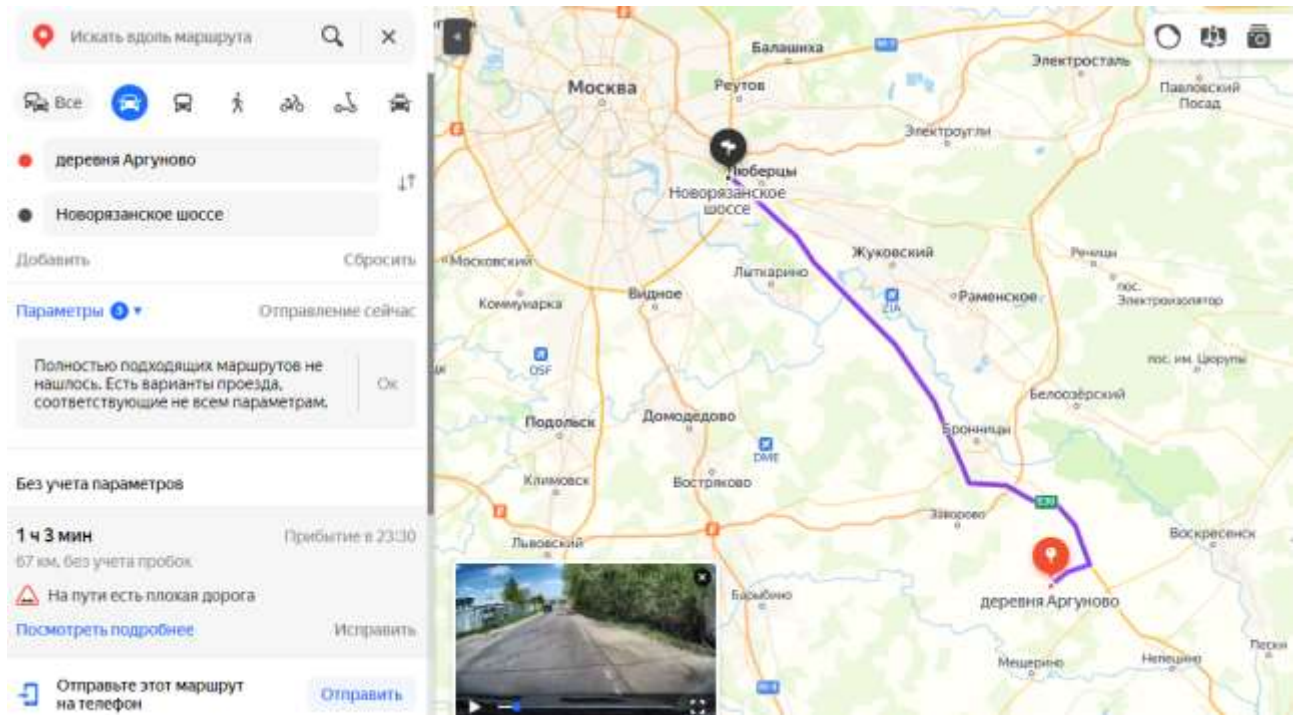 Искать вдоль маршрута
Все
деревня Аргуново
Новорязанское шоссе
Добавить
Сбросить
Параметры 3
Отправление сейчас
Полностью подходящих маршрутов не
нашлось. Есть варианты проезда,
соответствующие не всем параметрам.
Ок
Без учета параметров
1 ч 3 мин
Прибытие в 23:30
67 км, без учета пробок
На пути есть плохая дорога
Посмотреть подробнее
Исправить
Отправьте этот маршрут
на телефон
Отправить
Балашиха
Электросталь
Москва
Реутов
Павловский
Посад
Электроугли
Люберцы
Новорязанское
шоссе
Московский
Лыткарино
Жуковский
Речицы
Коммунарка
Видное
ZIA
Раменское
пос.
Электроизолятор
OSF
пос. им. Цюрупы
Белоозёрский
Подольск
Домодедово
Бронницы
DME
Климовск
Востряково
E30
Заворово
Воскресенск
Львовский
Барыбино
деревня Аргуново
Мещерино
Непецино
Пески